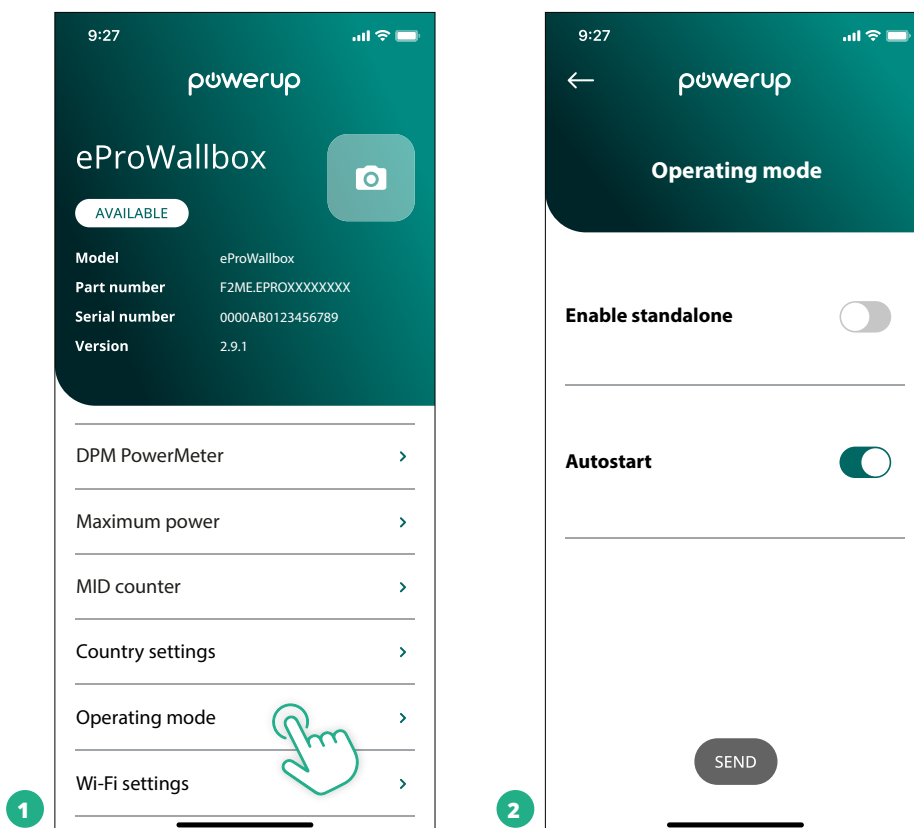 9:27
powerup
eProWallbox
AVAILABLE
Model eProWallbox
Part number F2ME.EPROXXXXXXXX
Serial number 0000AB0123456789
Version 2.9.1
DPM PowerMeter
Maximum power
MID counter
Country settings
Operating mode
Wi-Fi settings
1
9:27
powerup
Operating mode
Enable standalone
Autostart
SEND
2